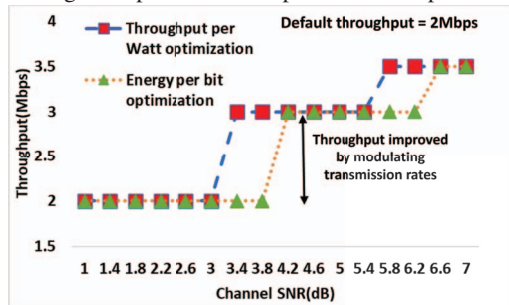 4
3.5
3
2.5
2
1.5
Throughput(Mbps)
Throughput per
Watt optimization
Energy per bit
optimization
Default throughput = 2Mbps
Throughput improved
by modulating
transmission rates
1 1.4 1.8 2.2 2.6 3 3.4 3.8 4.2 4.6 5 5.4 5.8 6.2 6.6 7
Channel SNR(dB)